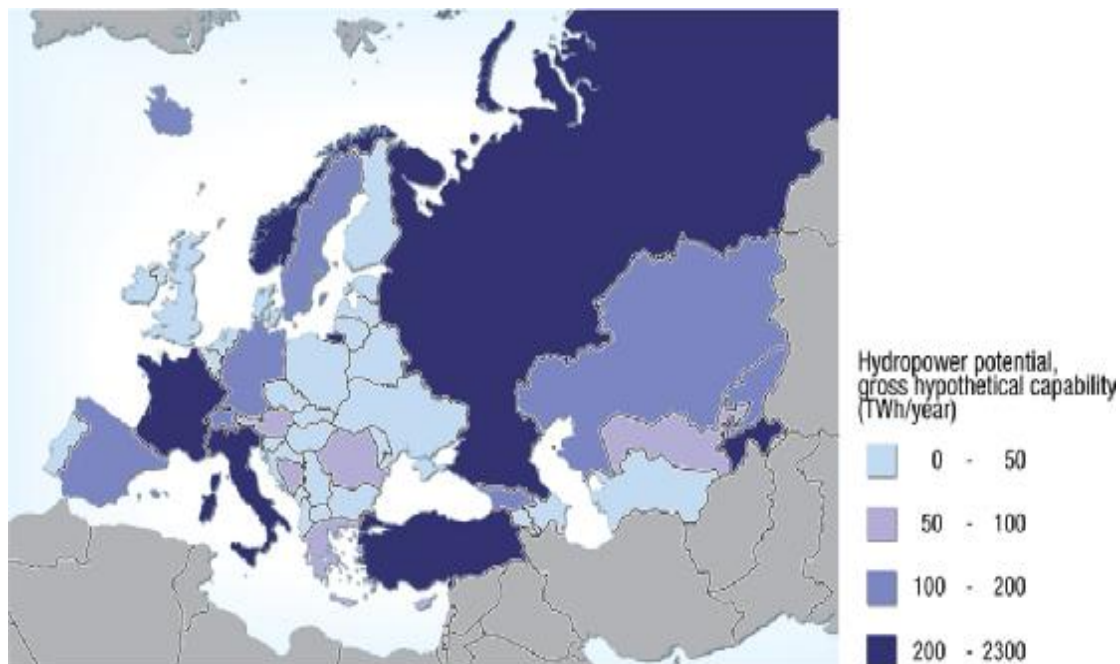 Hydropower potential,
gross hypothetical capability
(TWh/year)
0 - 50
50 - 100
100 - 200
200 - 2300